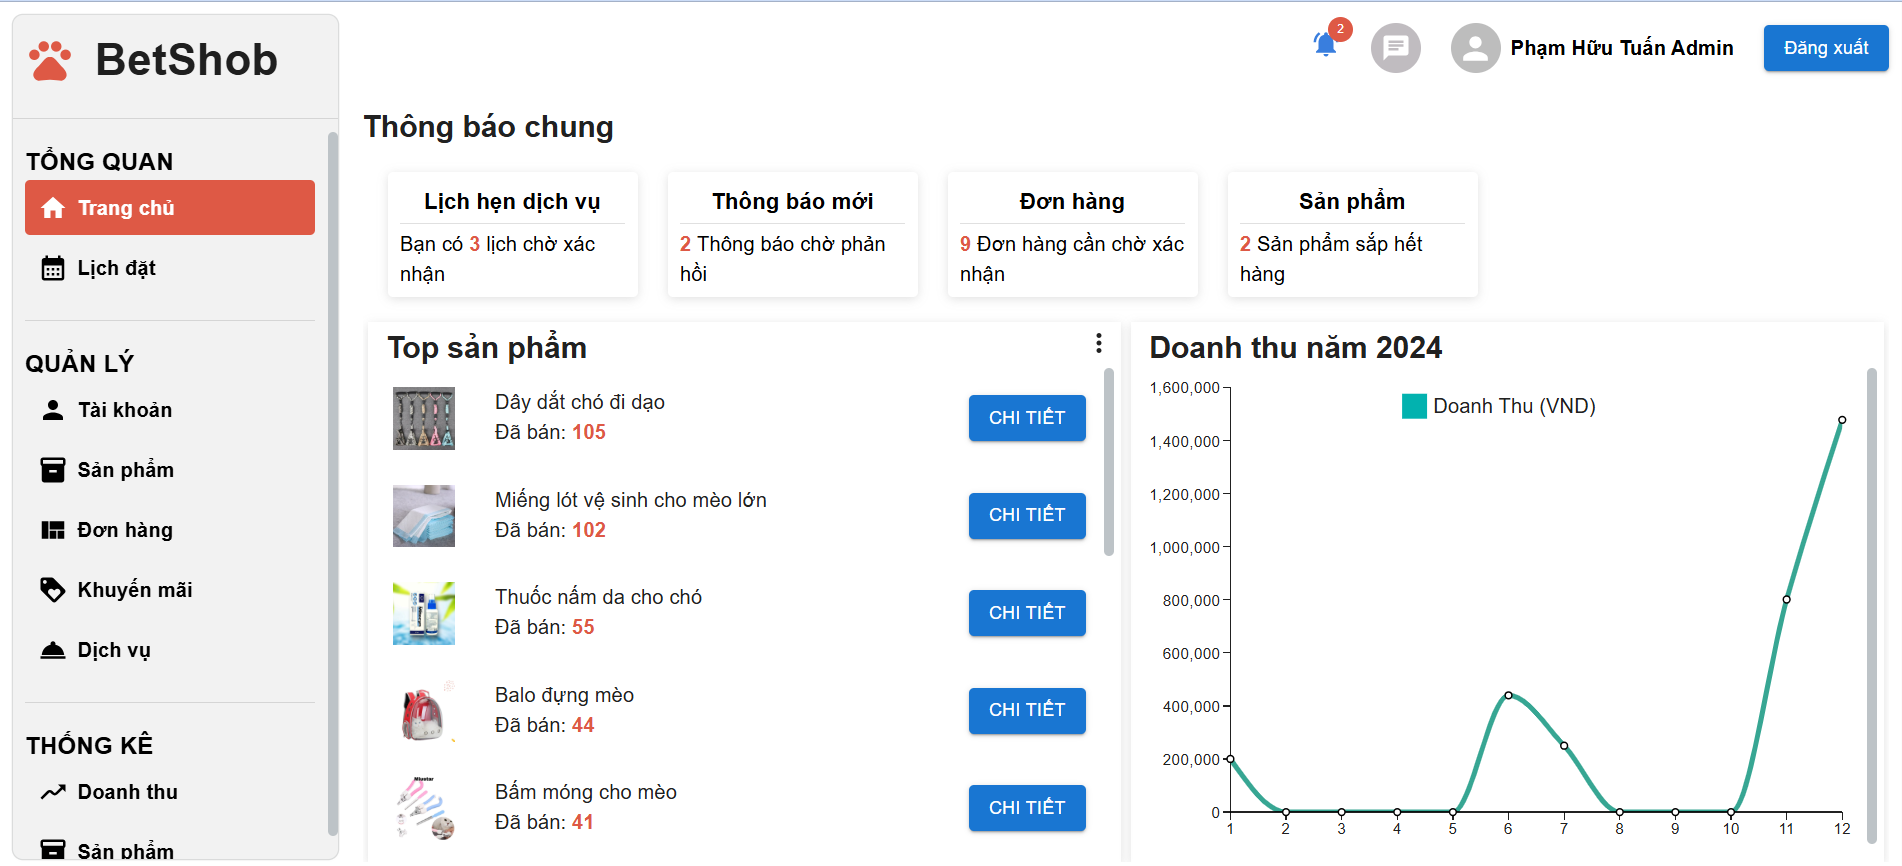 BetShob
TỔNG QUAN
Trang chủ
Lịch đặt
QUẢN LÝ
Tài khoản
Sản phẩm
Đơn hàng
Khuyến mãi
Dịch vụ
THỐNG KÊ
Doanh thu
Sản phẩm
2
Phạm Hữu Tuấn Admin
Đăng xuất
Thông báo chung
Lịch hẹn dịch vụ
Bạn có 3 lịch chờ xác
nhận
Thông báo mới
2 Thông báo chờ phản
hồi
Đơn hàng
9 Đơn hàng cần chờ xác
nhận
Sản phẩm
2 Sản phẩm sắp hết
hàng
Top sản phẩm
Dây dắt chó đi dạo
Đã bán: 105
CHI TIẾT
Miếng lót vệ sinh cho mèo lớn
Đã bán: 102
CHI TIẾT
Thuốc nấm da cho chó
Đã bán: 55
CHI TIẾT
Balo đựng mèo
Đã bán: 44
CHI TIẾT
Bấm móng cho mèo
Đã bán: 41
CHI TIẾT
Doanh thu năm 2024
Doanh Thu (VND)
1,600,000
1,400,000
1,200,000
1,000,000
800,000
600,000
400,000
200,000
0
1 2 3 4 5 6 7 8 9 10 11 12